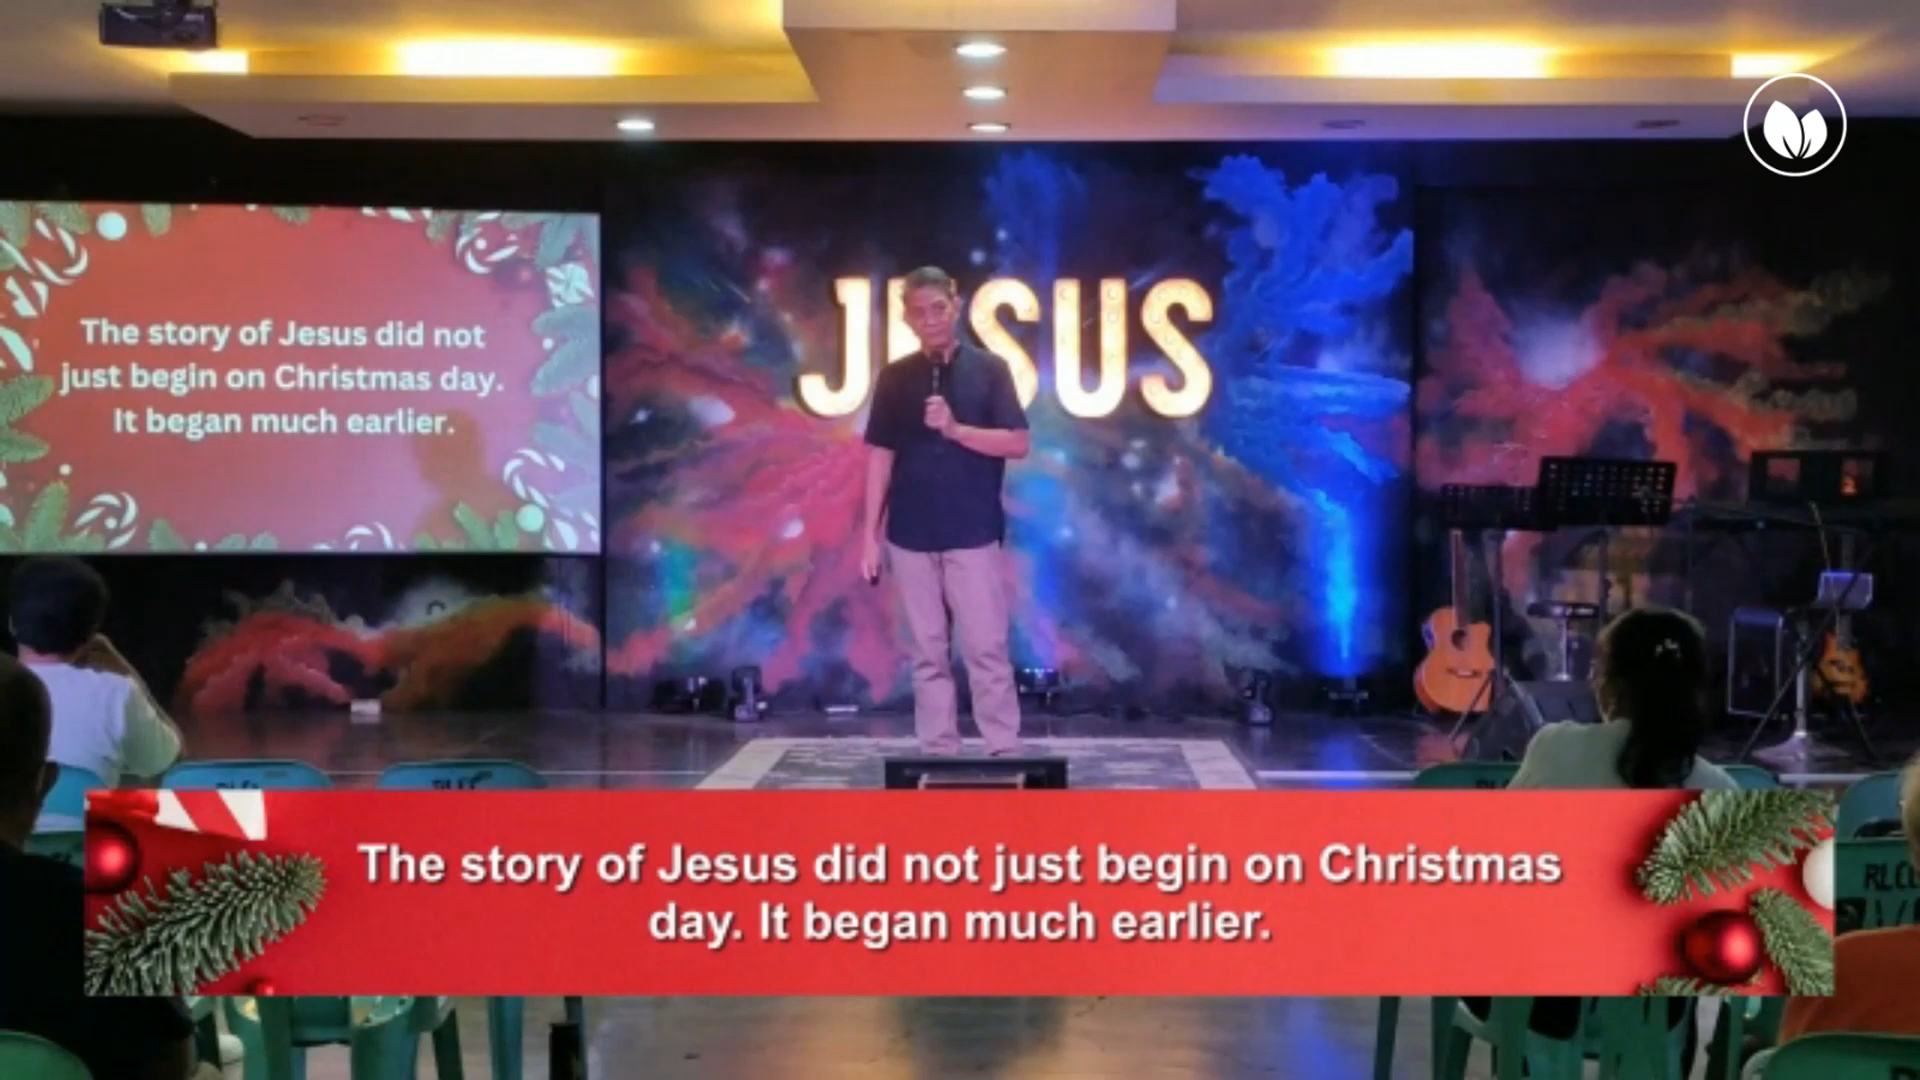 JESUS
The story of Jesus did not
just begin on Christmas day.
It began much earlier.
The story of Jesus did not just begin on Christmas
day. It began much earlier.